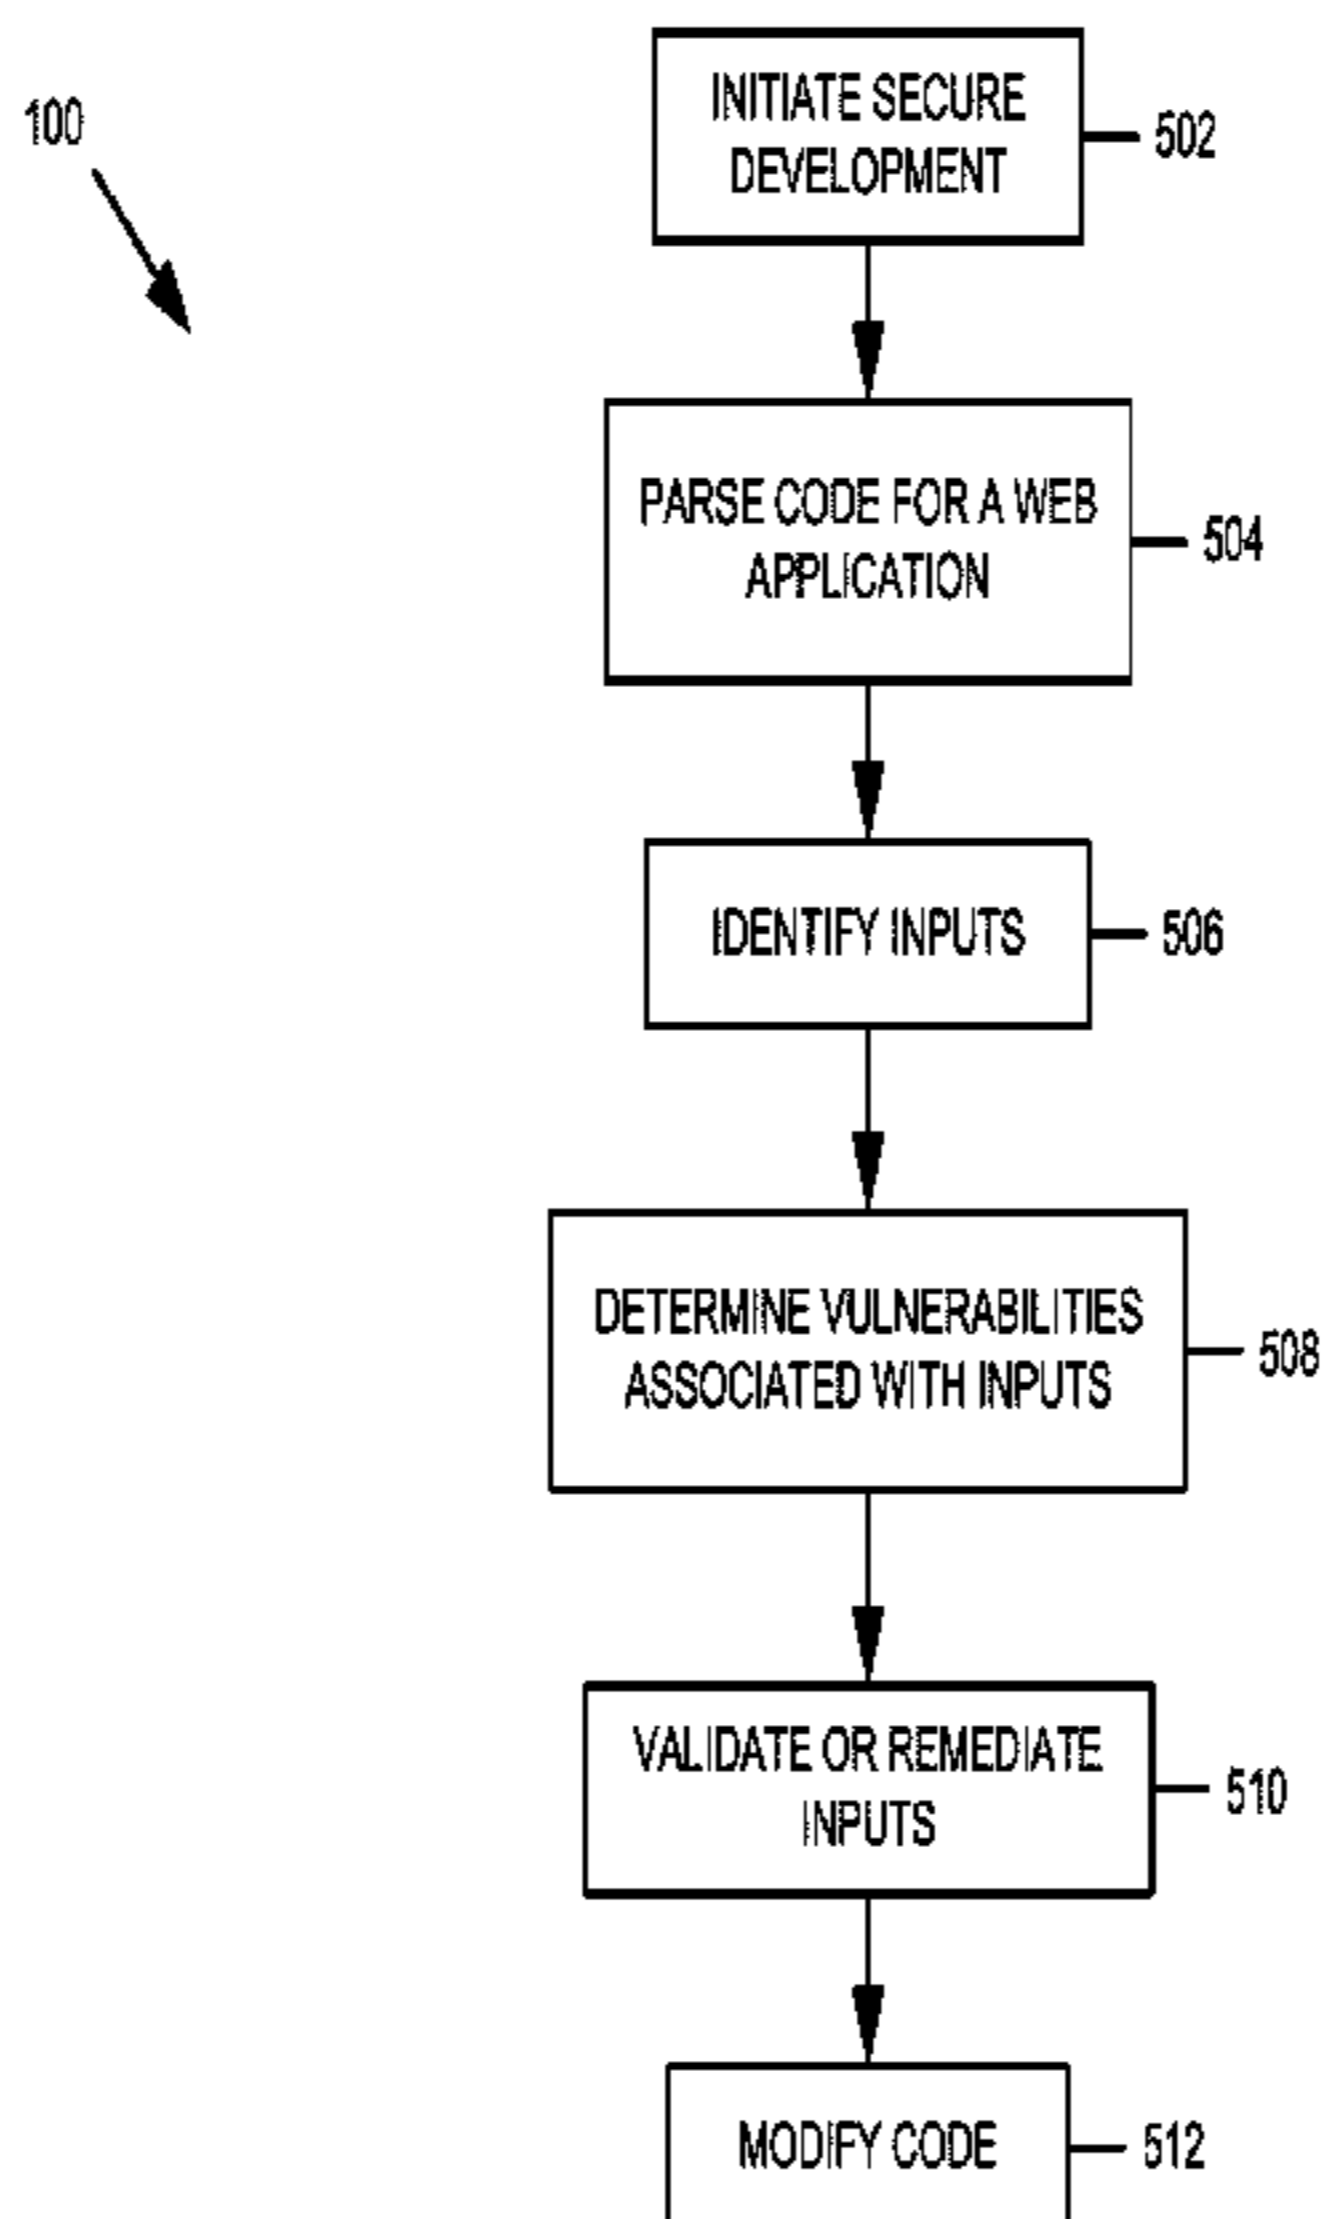 100
INITIATE SECURE
DEVELOPMENT
502
PARSE CODE FOR A WEB
APPLICATION
504
IDENTIFY INPUTS
506
DETERMINE VULNERABILITIES
ASSOCIATED WITH INPUTS
508
VALIDATE OR REMEDIATE
INPUTS
510
MODIFY CODE
512